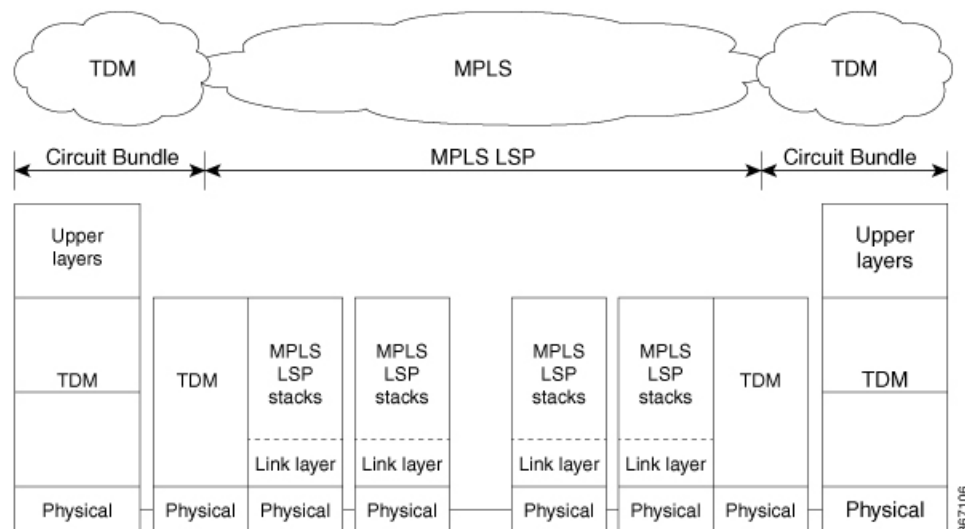 TDM
MPLS
TDM
Circuit Bundle
MPLS LSP
Circuit Bundle
Upper
layers
TDM
Physical
TDM
Physical
MPLS
LSP
stacks
Link layer
Physical
MPLS
LSP
stacks
Link layer
Physical
MPLS
LSP
stacks
Link layer
Physical
MPLS
LSP
stacks
Link layer
Physical
TDM
Physical
Upper
layers
TDM
Physical